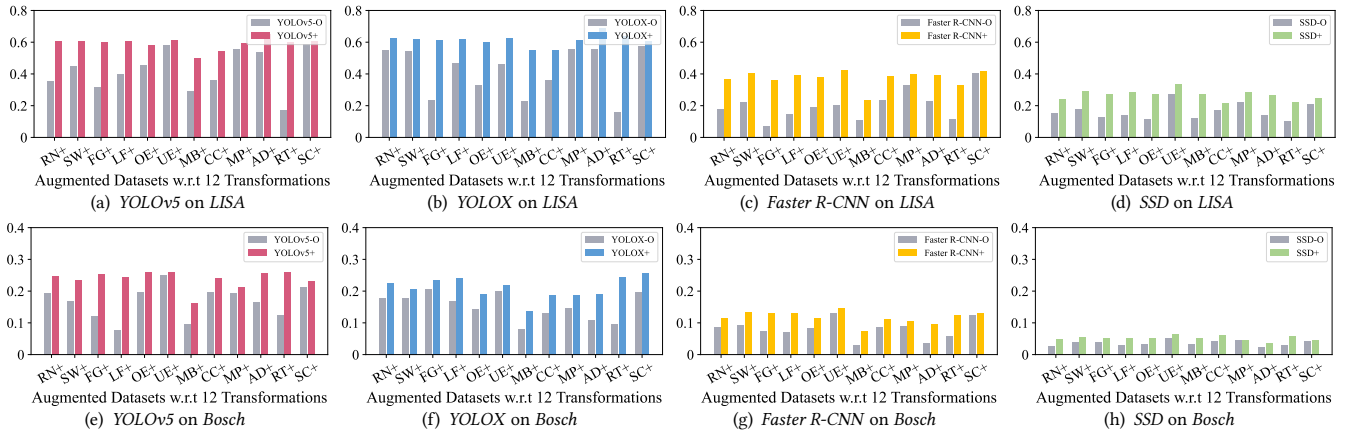 0.8
0.6
0.4
0.2
0
YOLOv5-O
YOLOv5+
RN+ SW+ FG+ LF+ OE+ UE+ MB+ CC+ MP+ AD+ RT+ SC+
Augmented Datasets w.r.t 12 Transformations
(a) YOLOv5 on LISA
0.8
0.6
0.4
0.2
0
YOLOX-O
YOLOX+
RN+ SW+ FG+ LF+ OE+ UE+ MB+ CC+ MP+ AD+ RT+ SC+
Augmented Datasets w.r.t 12 Transformations
(b) YOLOX on LISA
0.8
0.6
0.4
0.2
0
Faster R-CNN-O
Faster R-CNN+
RN+ SW+ FG+ LF+ OE+ UE+ MB+ CC+ MP+ AD+ RT+ SC+
Augmented Datasets w.r.t 12 Transformations
(c) Faster R-CNN on LISA
0.8
0.6
0.4
0.2
0
SSD-O
SSD+
RN+ SW+ FG+ LF+ OE+ UE+ MB+ CC+ MP+ AD+ RT+ SC+
Augmented Datasets w.r.t 12 Transformations
(d) SSD on LISA
0.4
0.3
0.2
0.1
0
YOLOv5-O
YOLOv5+
RN+ SW+ FG+ LF+ OE+ UE+ MB+ CC+ MP+ AD+ RT+ SC+
Augmented Datasets w.r.t 12 Transformations
(e) YOLOv5 on Bosch
0.4
0.3
0.2
0.1
0
YOLOX-O
YOLOX+
RN+ SW+ FG+ LF+ OE+ UE+ MB+ CC+ MP+ AD+ RT+ SC+
Augmented Datasets w.r.t 12 Transformations
(f) YOLOX on Bosch
0.4
0.3
0.2
0.1
0
Faster R-CNN-O
Faster R-CNN+
RN+ SW+ FG+ LF+ OE+ UE+ MB+ CC+ MP+ AD+ RT+ SC+
Augmented Datasets w.r.t 12 Transformations
(g) Faster R-CNN on Bosch
0.4
0.3
0.2
0.1
0
SSD-O
SSD+
RN+ SW+ FG+ LF+ OE+ UE+ MB+ CC+ MP+ AD+ RT+ SC+
Augmented Datasets w.r.t 12 Transformations
(h) SSD on Bosch